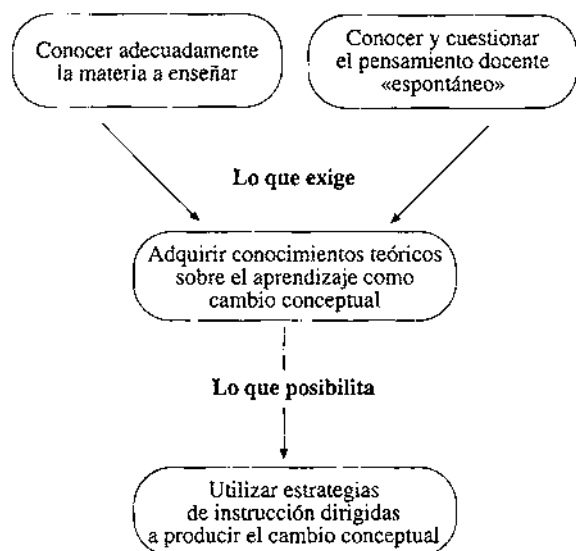 Conocer adecuadamente
la materia a enseñar
Conocer y cuestionar
el pensamiento docente
«espontáneo»
Lo que exige
Adquirir conocimientos teóricos
sobre el aprendizaje como
cambio conceptual
Lo que posibilita
Utilizar estrategias
de instrucción dirigidas
a producir el cambio conceptual